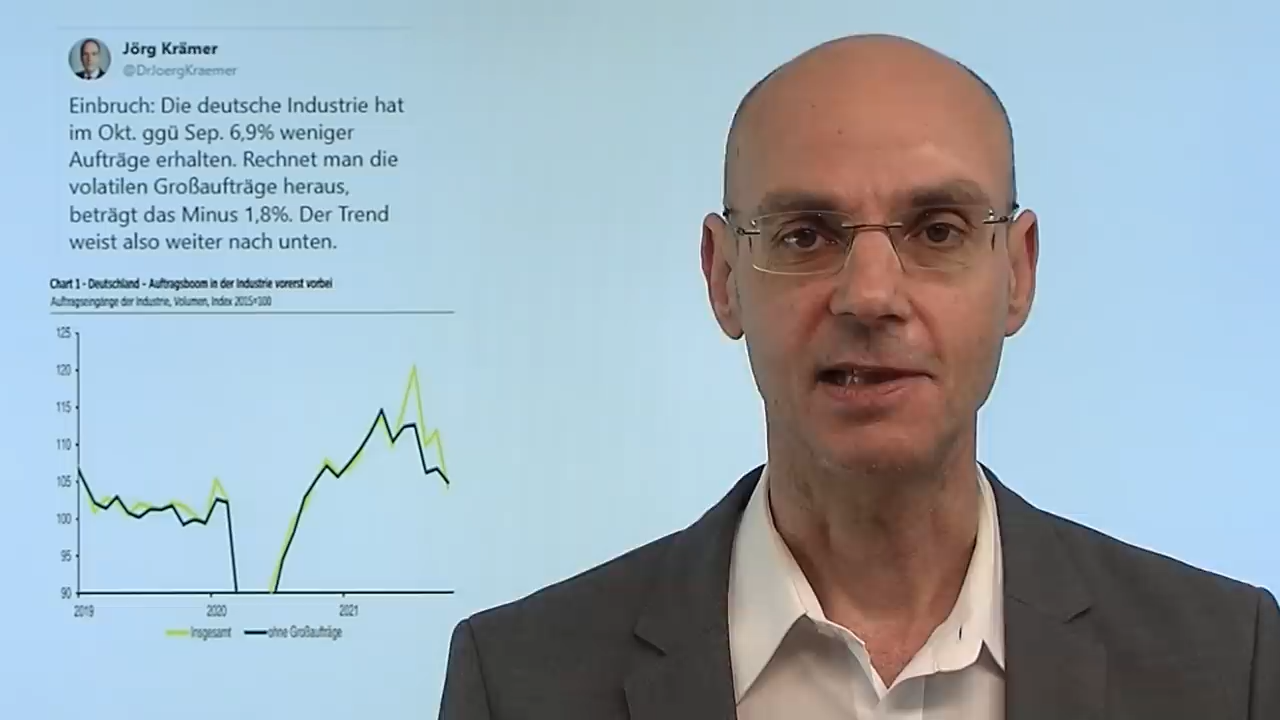 Jörg Krämer
@DrJoergKraemer
Einbruch: Die deutsche Industrie hat
im Okt. ggü Sep. 6,9% weniger
Aufträge erhalten. Rechnet man die
volatilen Großaufträge heraus,
beträgt das Minus 1,8%. Der Trend
weist also weiter nach unten.
Chart 1 - Deutschland – Auftragsboom in der Industrie vorerst vorbei
Auftragseingänge der Industrie, Volumen, Index 2015=100
125
120
115
110
105
100
95
90
2019 2020 2021
Insgesamt ohne Großaufträge